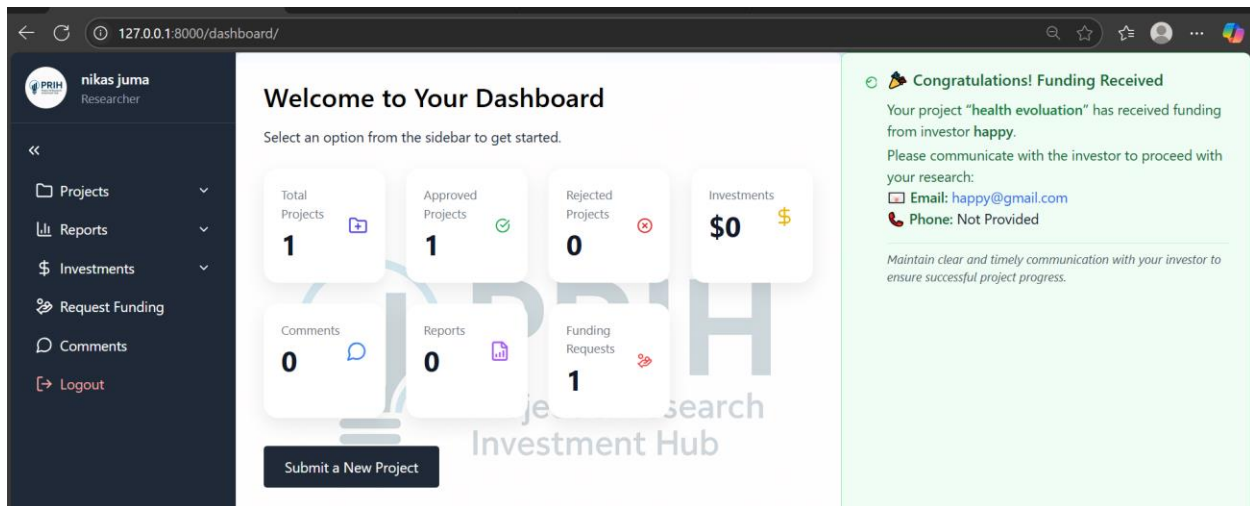 127.0.0.1:8000/dashboard/
PRIH
nikas juma
Researcher
Projects
Reports
Investments
Request Funding
Comments
Logout
Welcome to Your Dashboard
Select an option from the sidebar to get started.
Total
Projects
1
Approved
Projects
1
Rejected
Projects
0
Investments
$0
Comments
0
Reports
0
Funding
Requests
1
PRIH
Investment Hub
Submit a New Project
Congratulations! Funding Received
Your project “health evoluation” has received funding
from investor happy.
Please communicate with the investor to proceed with
your research:
Email: happy@gmail.com
Phone: Not Provided
Maintain clear and timely communication with your investor to
ensure successful project progress.